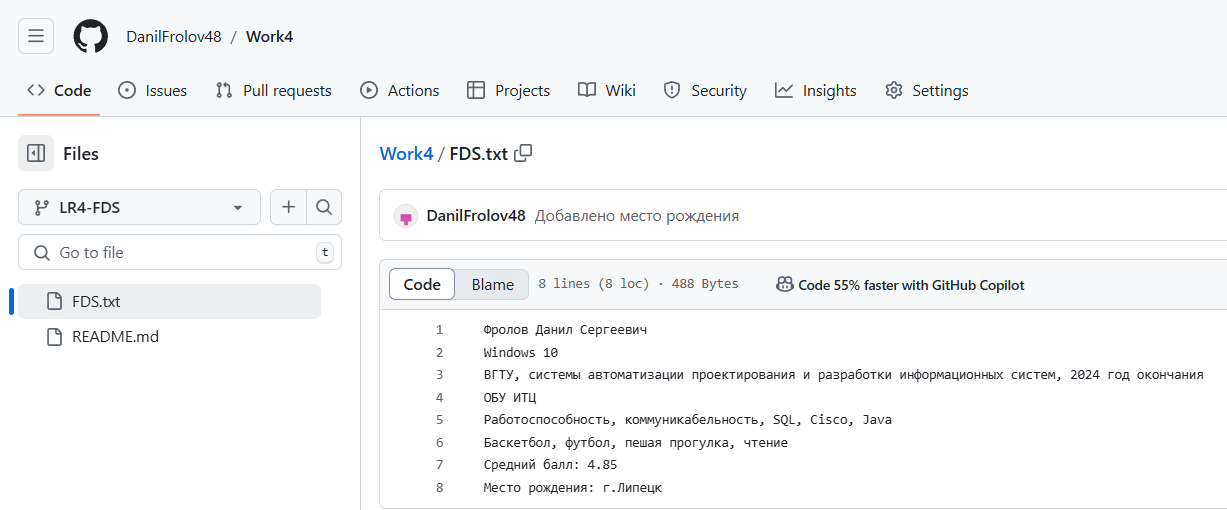 DanilFrolov48 / Work4
Code Issues Pull requests Actions Projects Wiki Security Insights Settings
Files
LR4-FDS
Go to file t
FDS.txt
README.md
Work4 / FDS.txt
DanilFrolov48 Добавлено место рождения
Code Blame 8 lines (8 loc) · 488 Bytes Code 55% faster with GitHub Copilot
1 Фролов Данил Сергеевич
2 Windows 10
3 ВГТУ, системы автоматизации проектирования и разработки информационных систем, 2024 год окончания
4 ОБУ ИТЦ
5 Работоспособность, коммуникабельность, SQL, Cisco, Java
6 Баскетбол, футбол, пешая прогулка, чтение
7 Средний балл: 4.85
8 Место рождения: г.Липецк